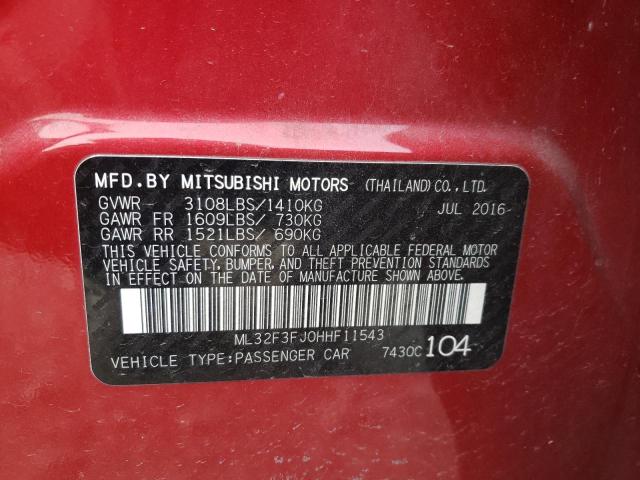 MFD.BY MITSUBISHI MOTORS (THAILAND)CO.,LTD.
GVWR- 3108LBS/1410KG JUL 2016-
GAWR FR 1609LBS/ 730KG
GAWR RR 1521LBS/ 690KG
THIS VEHICLE CONFORMS TO ALL APPLICABLE FEDERAL MOTOR
VEHICLE SAFETY, BUMPER, AND THEFT PREVENTION STANDARDS
IN EFFECT ON THE DATE OF MANUFACTURE SHOWN ABOVE.
ML32F3FJ0HHF11543
VEHICLE TYPE:PASSENGER CAR 7430C 104